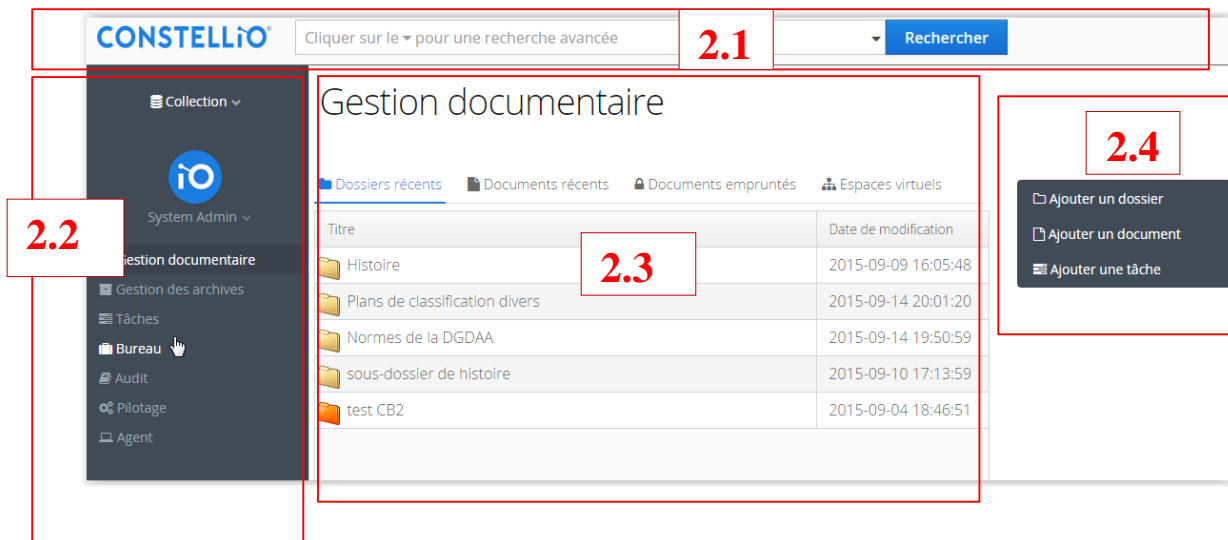 CONSTELLiO®
Cliquer sur le ▾ pour une recherche avancée
Rechercher
2.1
Collection
iO
System Admin
2.2
Gestion documentaire
Gestion des archives
Tâches
Bureau
Audit
Pilotage
Agent
Gestion documentaire
Dossiers récents Documents récents Documents empruntés Espaces virtuels
Titre Date de modification
Histoire 2015-09-09 16:05:48
2.3
Plans de classification divers 2015-09-14 20:01:20
Normes de la DGDAA 2015-09-14 19:50:59
sous-dossier de histoire 2015-09-10 17:13:59
test CB2 2015-09-04 18:46:51
2.4
Ajouter un dossier
Ajouter un document
Ajouter une tâche